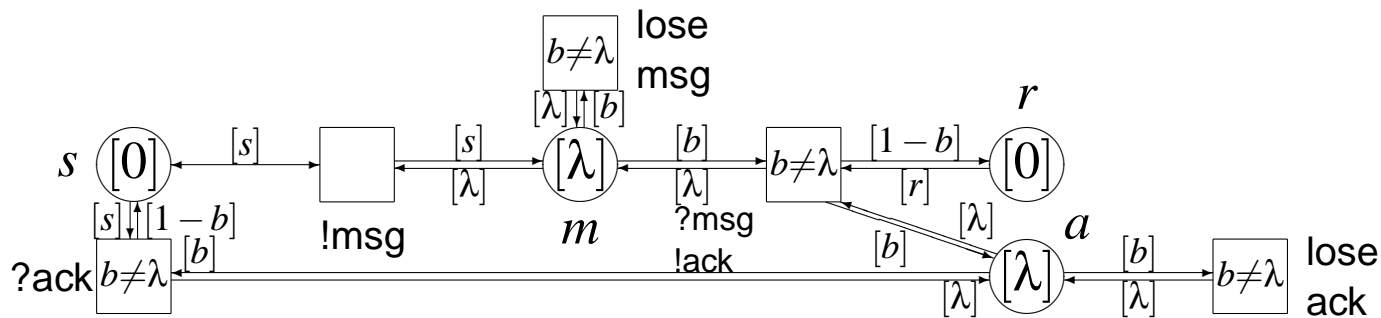 b≠λ
lose
msg
[λ]
[b]
s
[0]
[s]
[s]
[λ]
[λ]
[b]
[λ]
b≠λ
[1 − b]
[r]
r
[0]
!msg
m
?msg
!ack
[s]
[1 − b]
[b]
[λ]
a
?ack
b≠λ
[b]
[λ]
[λ]
[b]
[λ]
b≠λ
lose
ack